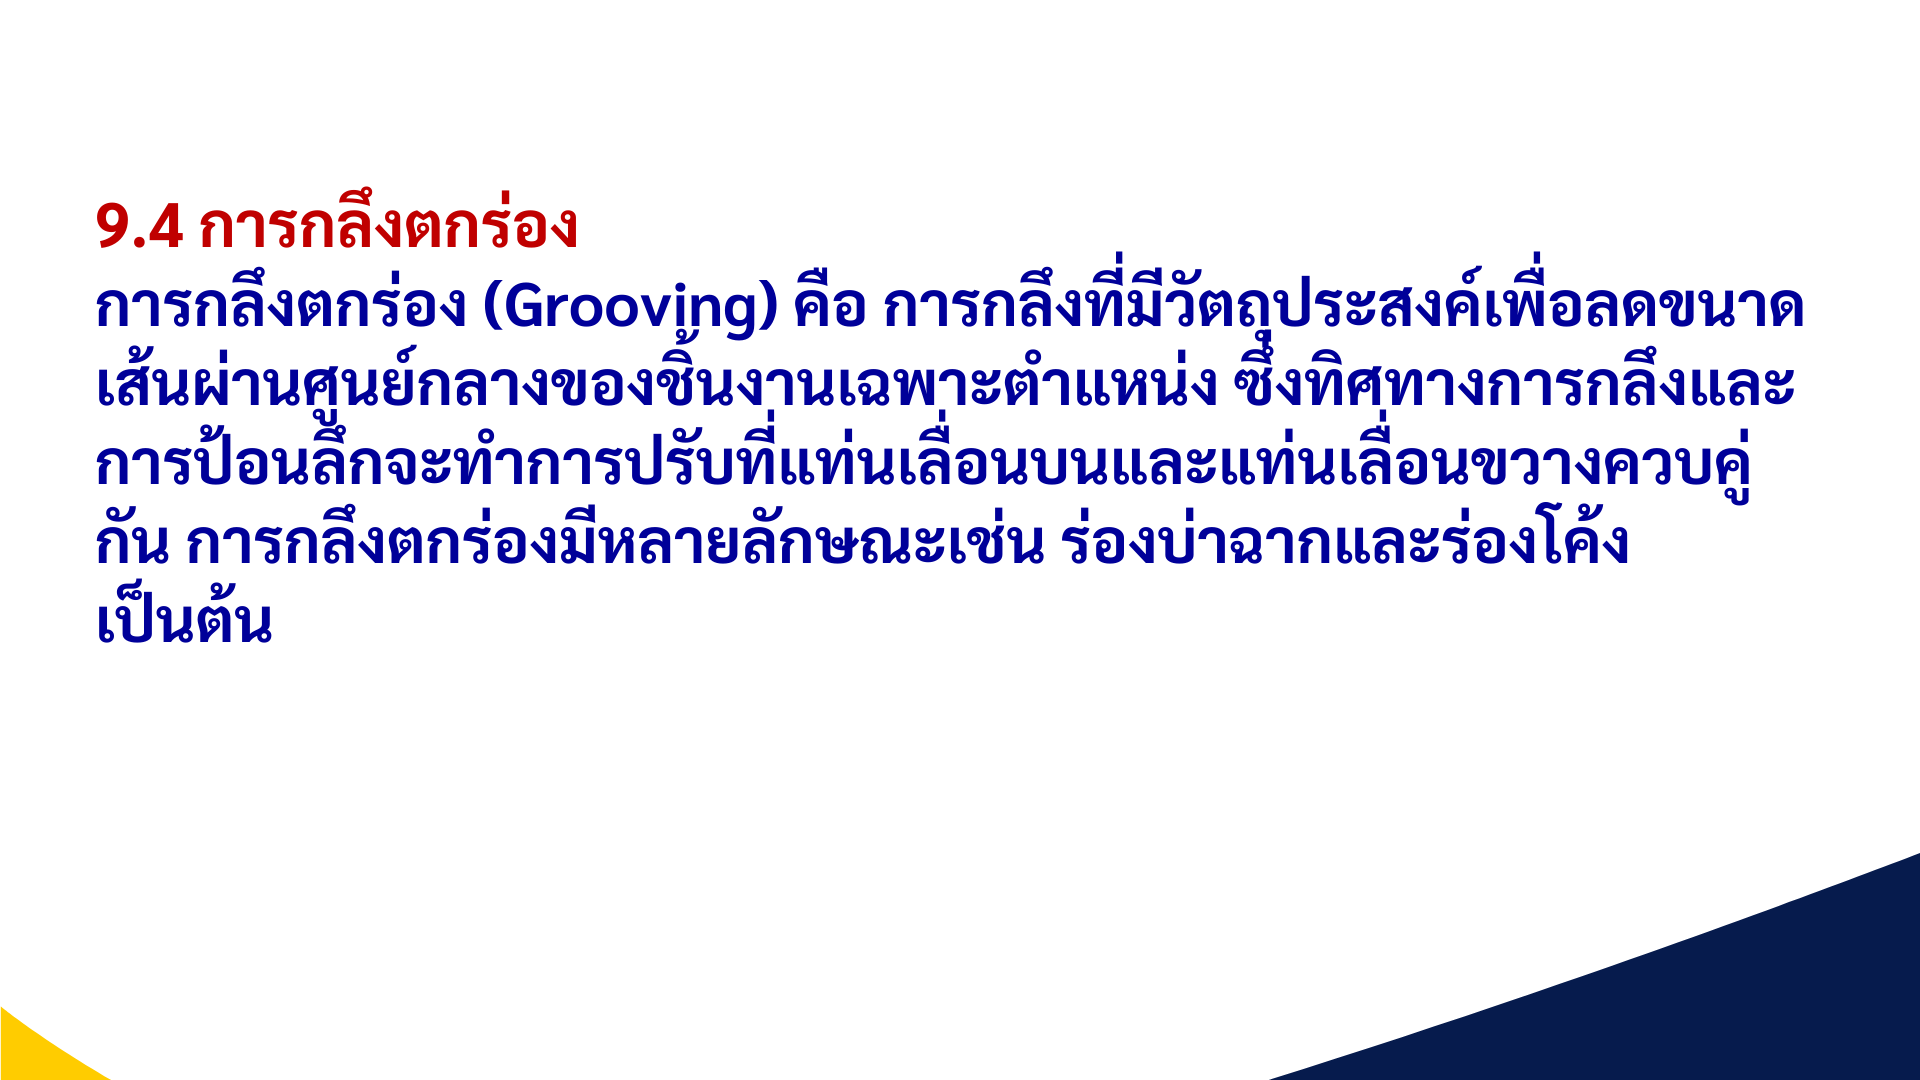 9.4 การกลึงตกร่อง
การกลึงตกร่อง (Grooving) คือ การกลึงที่มีวัตถุประสงค์เพื่อลดขนาด
เส้นผ่านศูนย์กลางของชิ้นงานเฉพาะตำแหน่ง ซึ่งทิศทางการกลึงและ
การป้อนลึกจะทำการปรับที่แท่นเลื่อนบนและแท่นเลื่อนขวางควบคู่
กัน การกลึงตกร่องมีหลายลักษณะเช่น ร่องบ่าฉากและร่องโค้ง
เป็นต้น